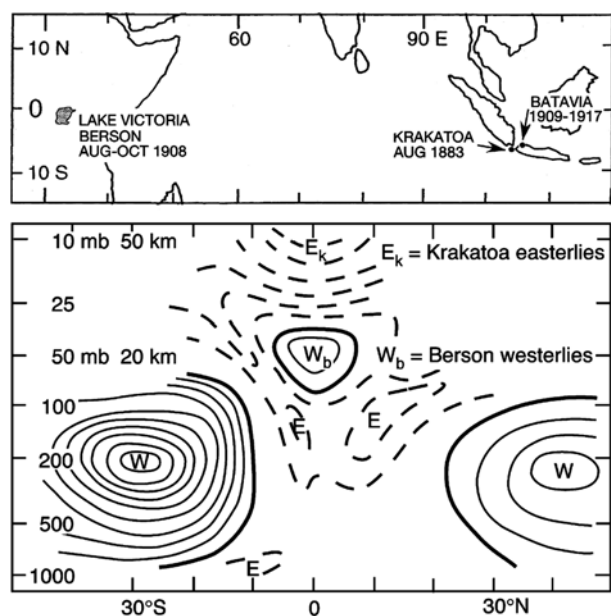 15 N
60
90 E
0
10 S
LAKE VICTORIA
BERSON
AUG-OCT 1908
BATAVIA
1909-1917
KRAKATOA
AUG 1883
10 mb 50 km
Ek
Ek = Krakatoa easterlies
25
50 mb 20 km
Wb
Wb = Berson westerlies
100
E
E
200
W
W
500
1000
E
30°S
0
30°N